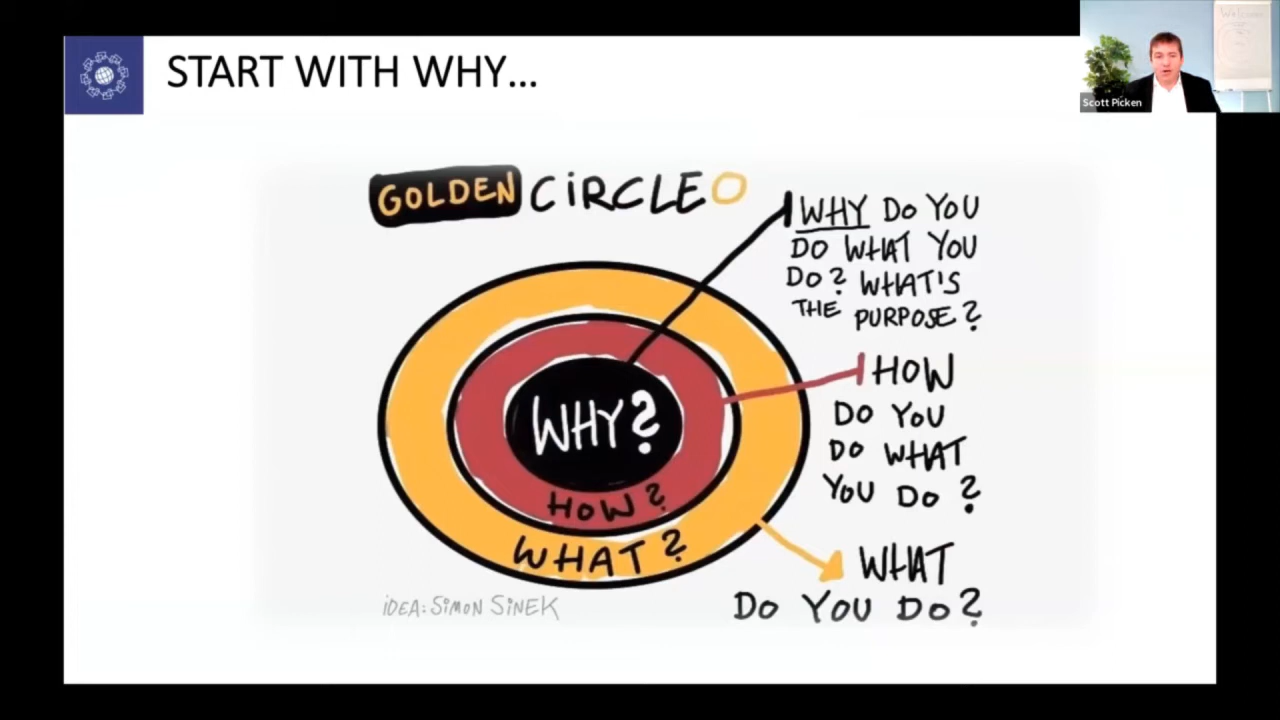 START WITH WHY...
Welcome
Scott Picken
GOLDEN CIRCLE
WHY DO YOU
DO WHAT YOU
DO? WHAT'S
THE PURPOSE?
HOW
DO YOU
DO WHAT
YOU DO?
WHY?
HOW?
WHAT?
WHAT
DO YOU DO?
IDEA: SIMON SINEK